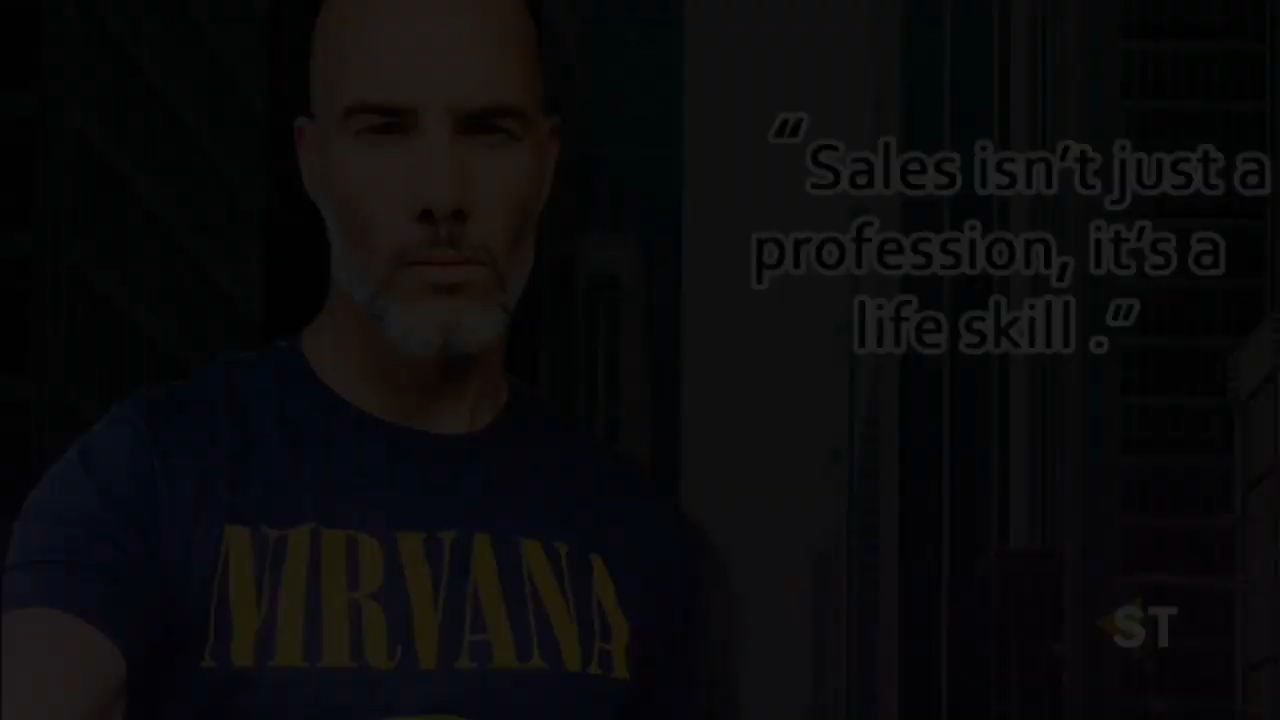 “Sales isn’t just a
profession, it’s a
life skill .”
NIRVANA
ST